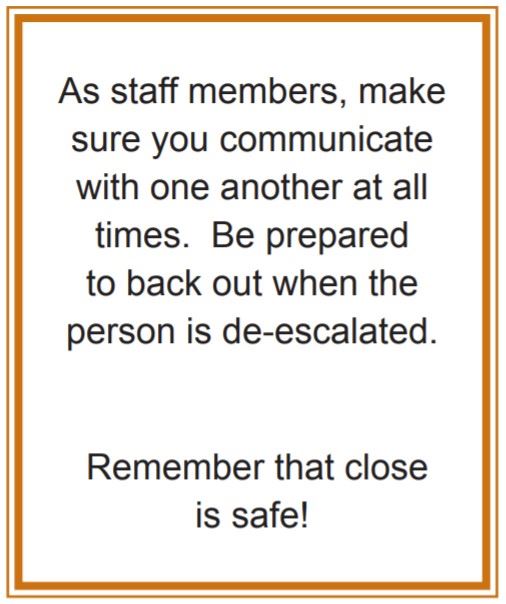 As staff members, make
sure you communicate
with one another at all
times.  Be prepared
to back out when the
person is de-escalated.
Remember that close
is safe!